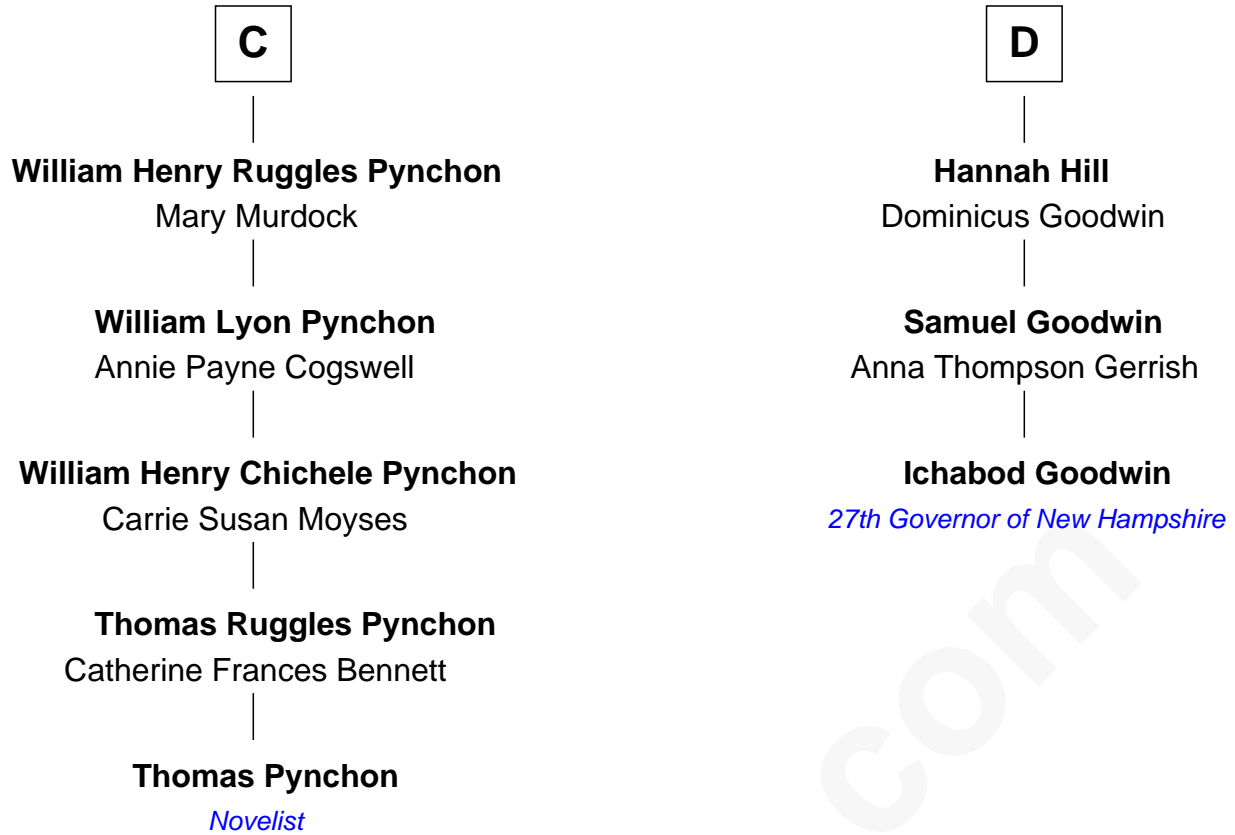 C
William Henry Ruggles Pynchon
Mary Murdock
William Lyon Pynchon
Annie Payne Cogswell
William Henry Chichele Pynchon
Carrie Susan Moyses
Thomas Ruggles Pynchon
Catherine Frances Bennett
Thomas Pynchon
Novelist
D
Hannah Hill
Dominicus Goodwin
Samuel Goodwin
Anna Thompson Gerrish
Ichabod Goodwin
27th Governor of New Hampshire
com